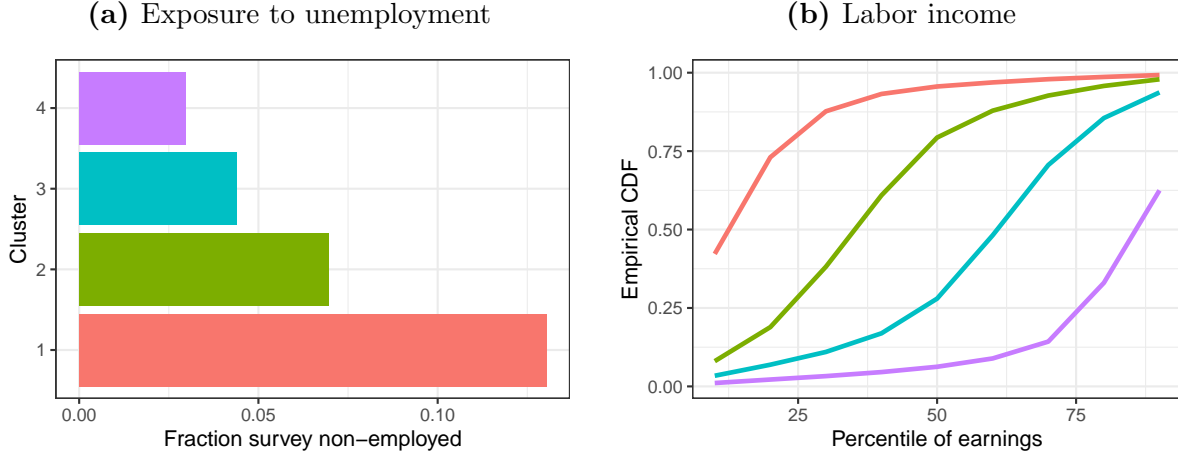 (a) Exposure to unemployment
4
3
2
1
Cluster
0.00 0.05 0.10
Fraction survey non−employed
(b) Labor income
1.00
0.75
0.50
0.25
0.00
Empirical CDF
25 50 75
Percentile of earnings